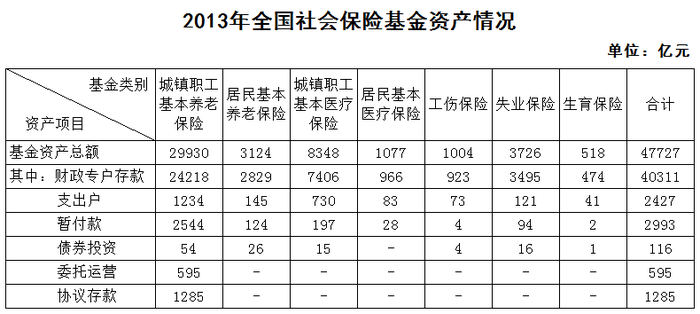 2013年全国社会保险基金资产情况
单位：亿元
基金类别
资产项目
城镇职工基本养老保险 居民基本养老保险 城镇职工基本医疗保险 居民基本医疗保险 工伤保险 失业保险 生育保险 合计
基金资产总额 29930 3124 8348 1077 1004 3726 518 47727
其中：财政专户存款 24218 2829 7406 966 923 3495 474 40311
支出户 1234 145 730 83 73 121 41 2427
暂付款 2544 124 197 28 4 94 2 2993
债券投资 54 26 15 － 4 16 1 116
委托运营 595 － － － － － － 595
协议存款 1285 － － － － － － 1285